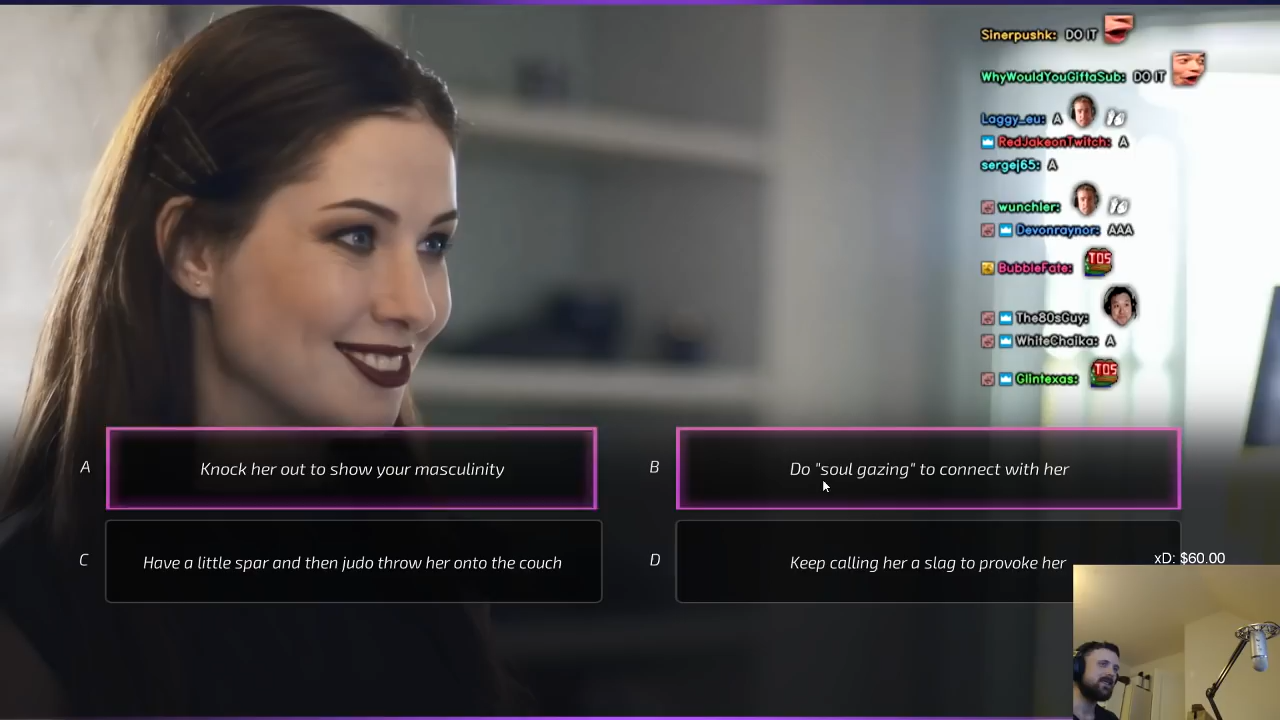 Sinerpushk: DO IT
WhyWouldYouGiftaSub: DO IT
Laggy_eu: A
RedJakeonTwitch: A
sergej65: A
wunchler:
Devonraynor: AAA
BubbleFate: TOS
The80sGuy:
WhiteChalka: A
Glintexas: TOS
A Knock her out to show your masculinity
B Do "soul gazing" to connect with her
C Have a little spar and then judo throw her onto the couch
D Keep calling her a slag to provoke her
xD: $60.00